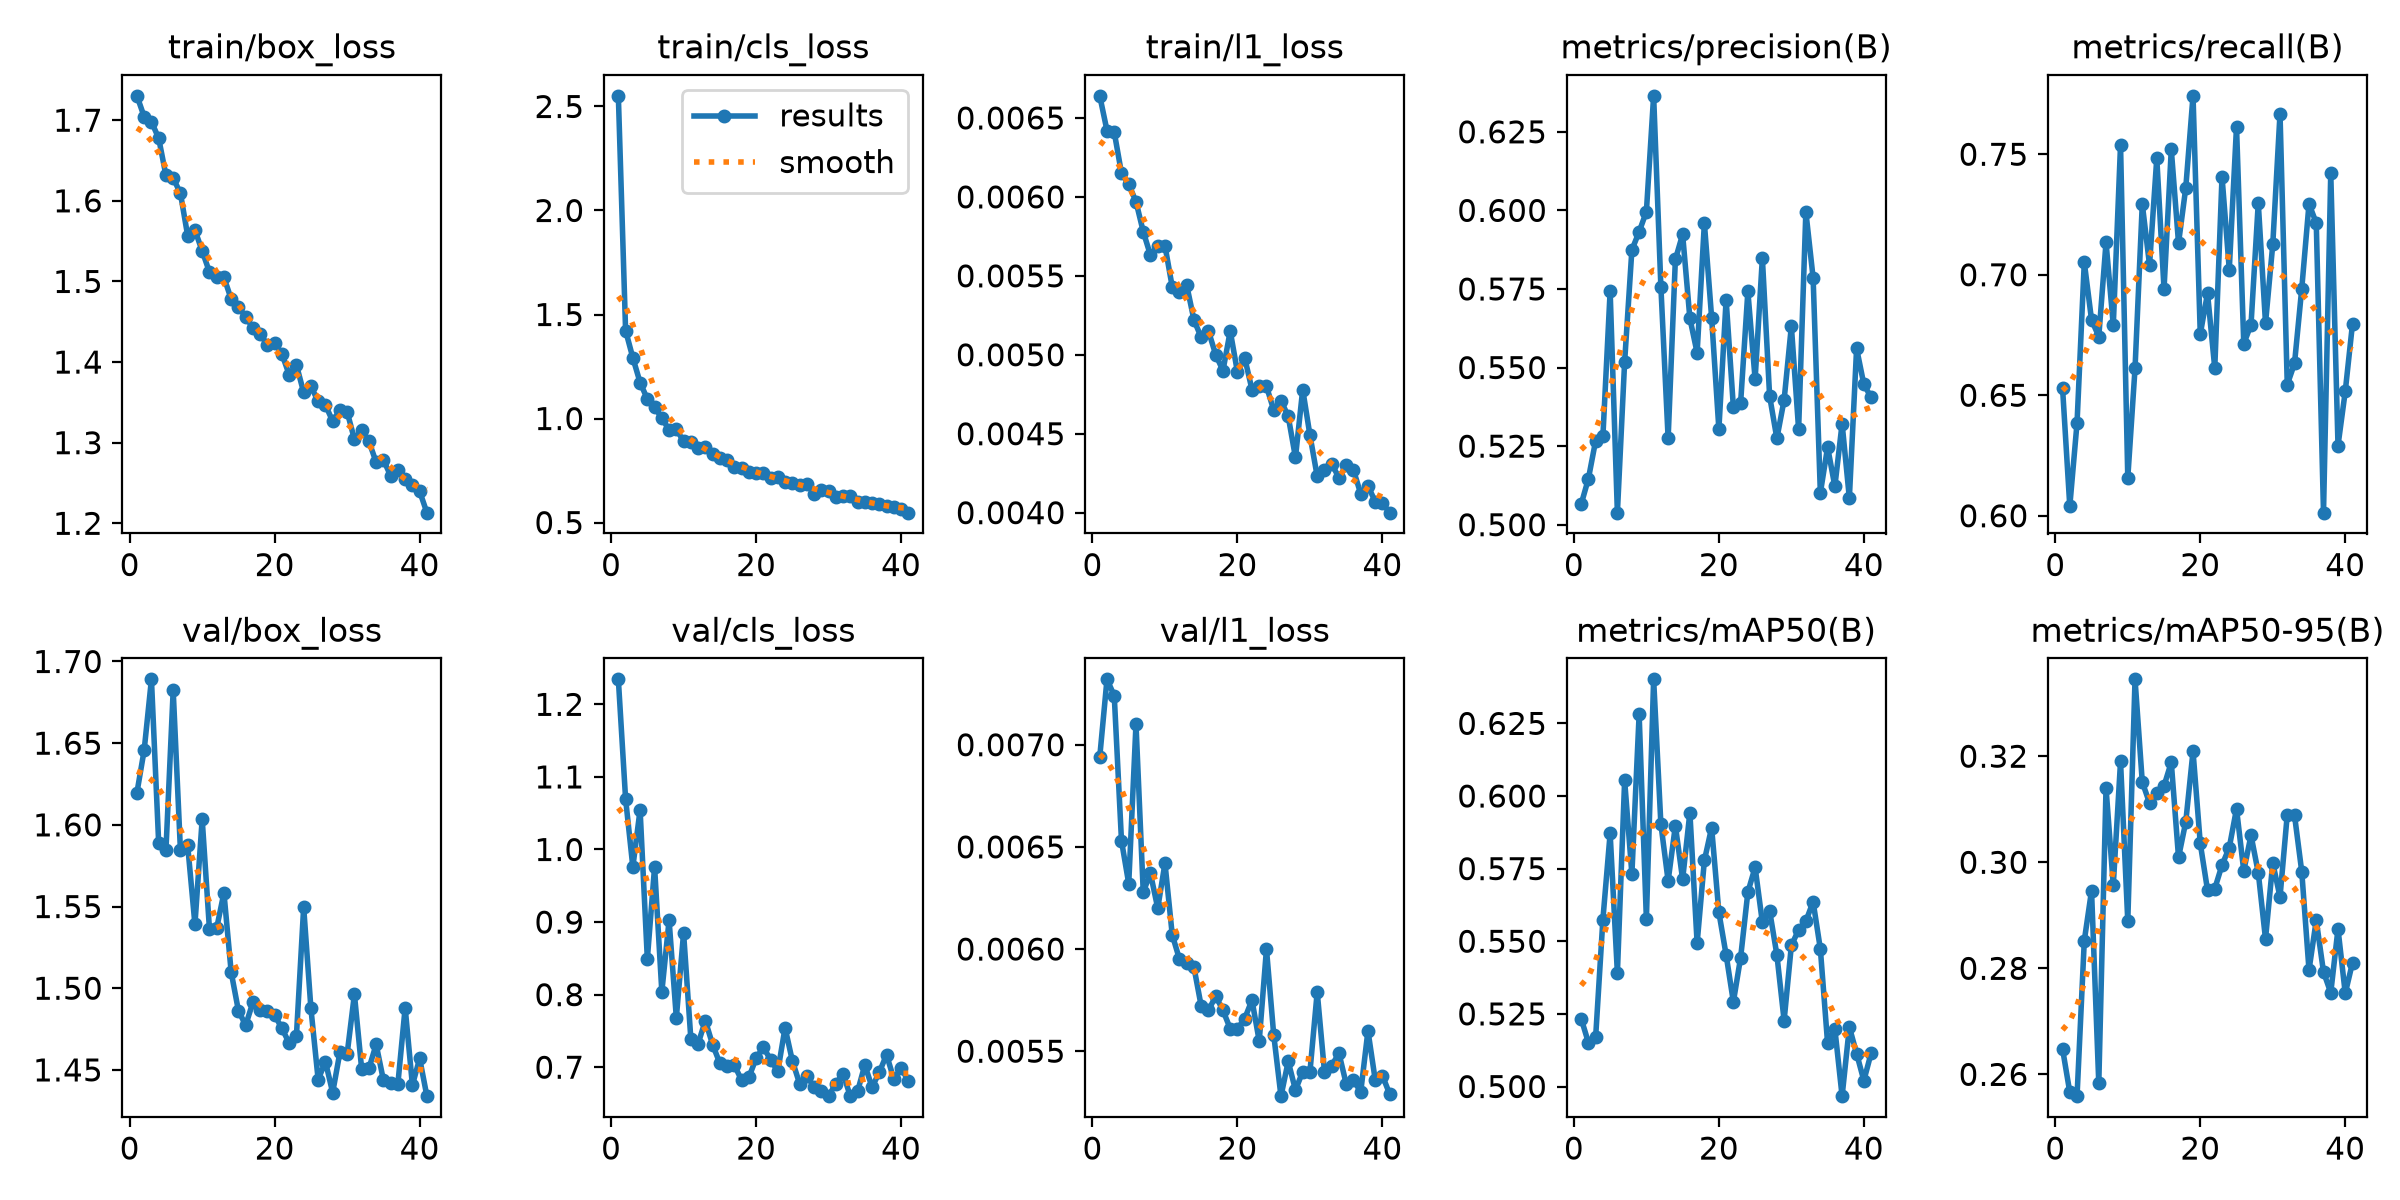 train/box_loss
1.7
1.6
1.5
1.4
1.3
1.2
0 20 40
train/cls_loss
results
smooth
2.5
2.0
1.5
1.0
0.5
0 20 40
train/l1_loss
0.0065
0.0060
0.0055
0.0050
0.0045
0.0040
0 20 40
metrics/precision(B)
0.625
0.600
0.575
0.550
0.525
0.500
0 20 40
metrics/recall(B)
0.75
0.70
0.65
0.60
0 20 40
val/box_loss
1.70
1.65
1.60
1.55
1.50
1.45
0 20 40
val/cls_loss
1.2
1.1
1.0
0.9
0.8
0.7
0 20 40
val/l1_loss
0.0070
0.0065
0.0060
0.0055
0 20 40
metrics/mAP50(B)
0.625
0.600
0.575
0.550
0.525
0.500
0 20 40
metrics/mAP50-95(B)
0.32
0.30
0.28
0.26
0 20 40